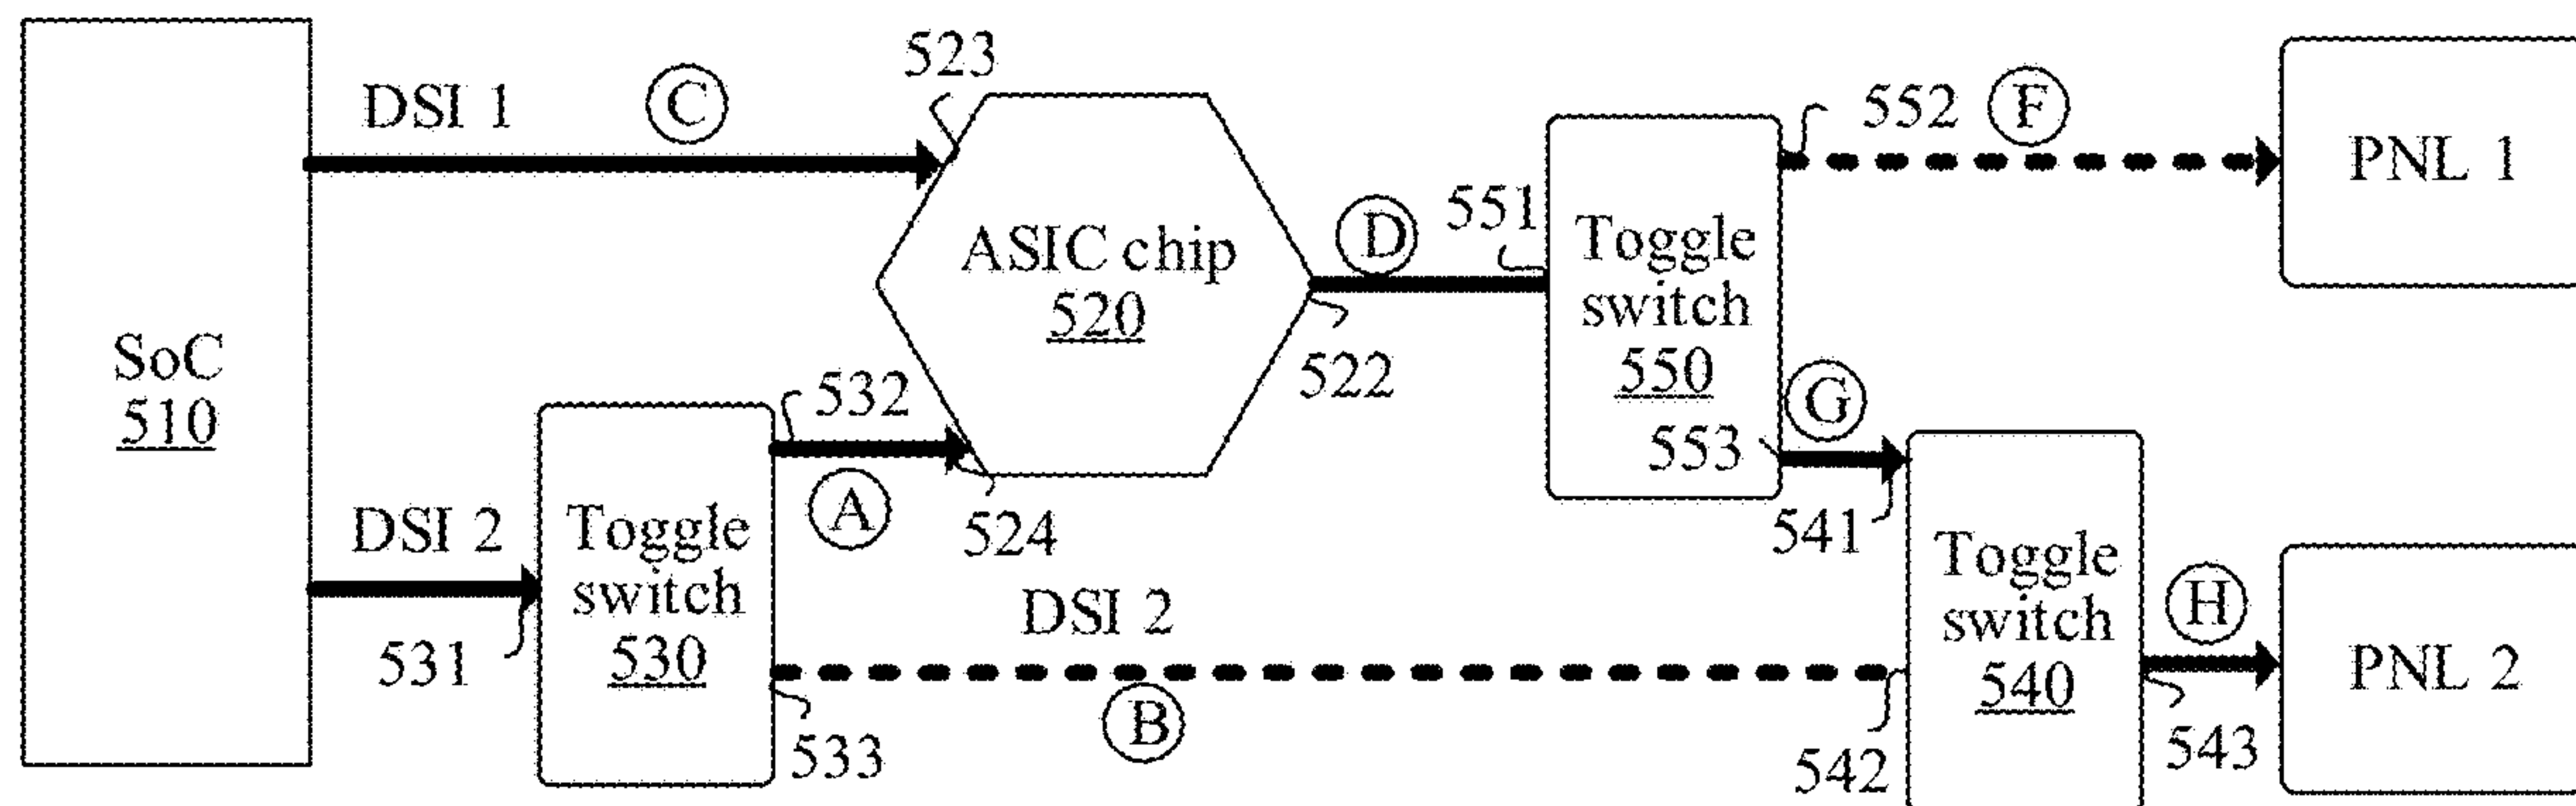 523
DSI 1
C
552
F
PNL 1
551
D
ASIC chip
520
Toggle
switch
550
SoC
510
532
522
G
553
A
524
541
DSI 2
Toggle
switch
530
531
DSI 2
B
533
Toggle
switch
540
H
PNL 2
542
543